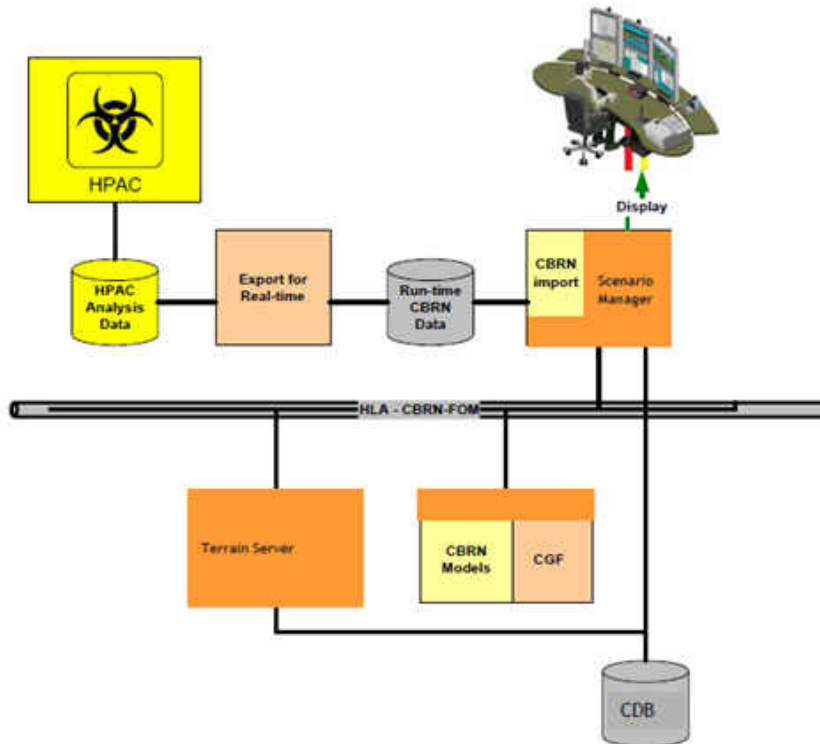 HPAC
Display
HPAC
Analysis
Data
Export for
Real-time
Run-time
CBRN
Data
CBRN
import
Scenario
Manager
HLA - CBRN-FOM
Terrain Server
CBRN
Models
CGF
CDB